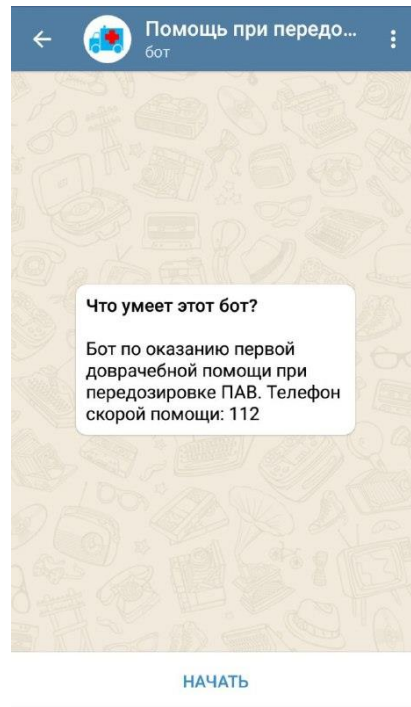 Помощь при передо...
бот
Что умеет этот бот?
Бот по оказанию первой
доврачебной помощи при
передозировке ПАВ. Телефон
скорой помощи: 112
НАЧАТЬ